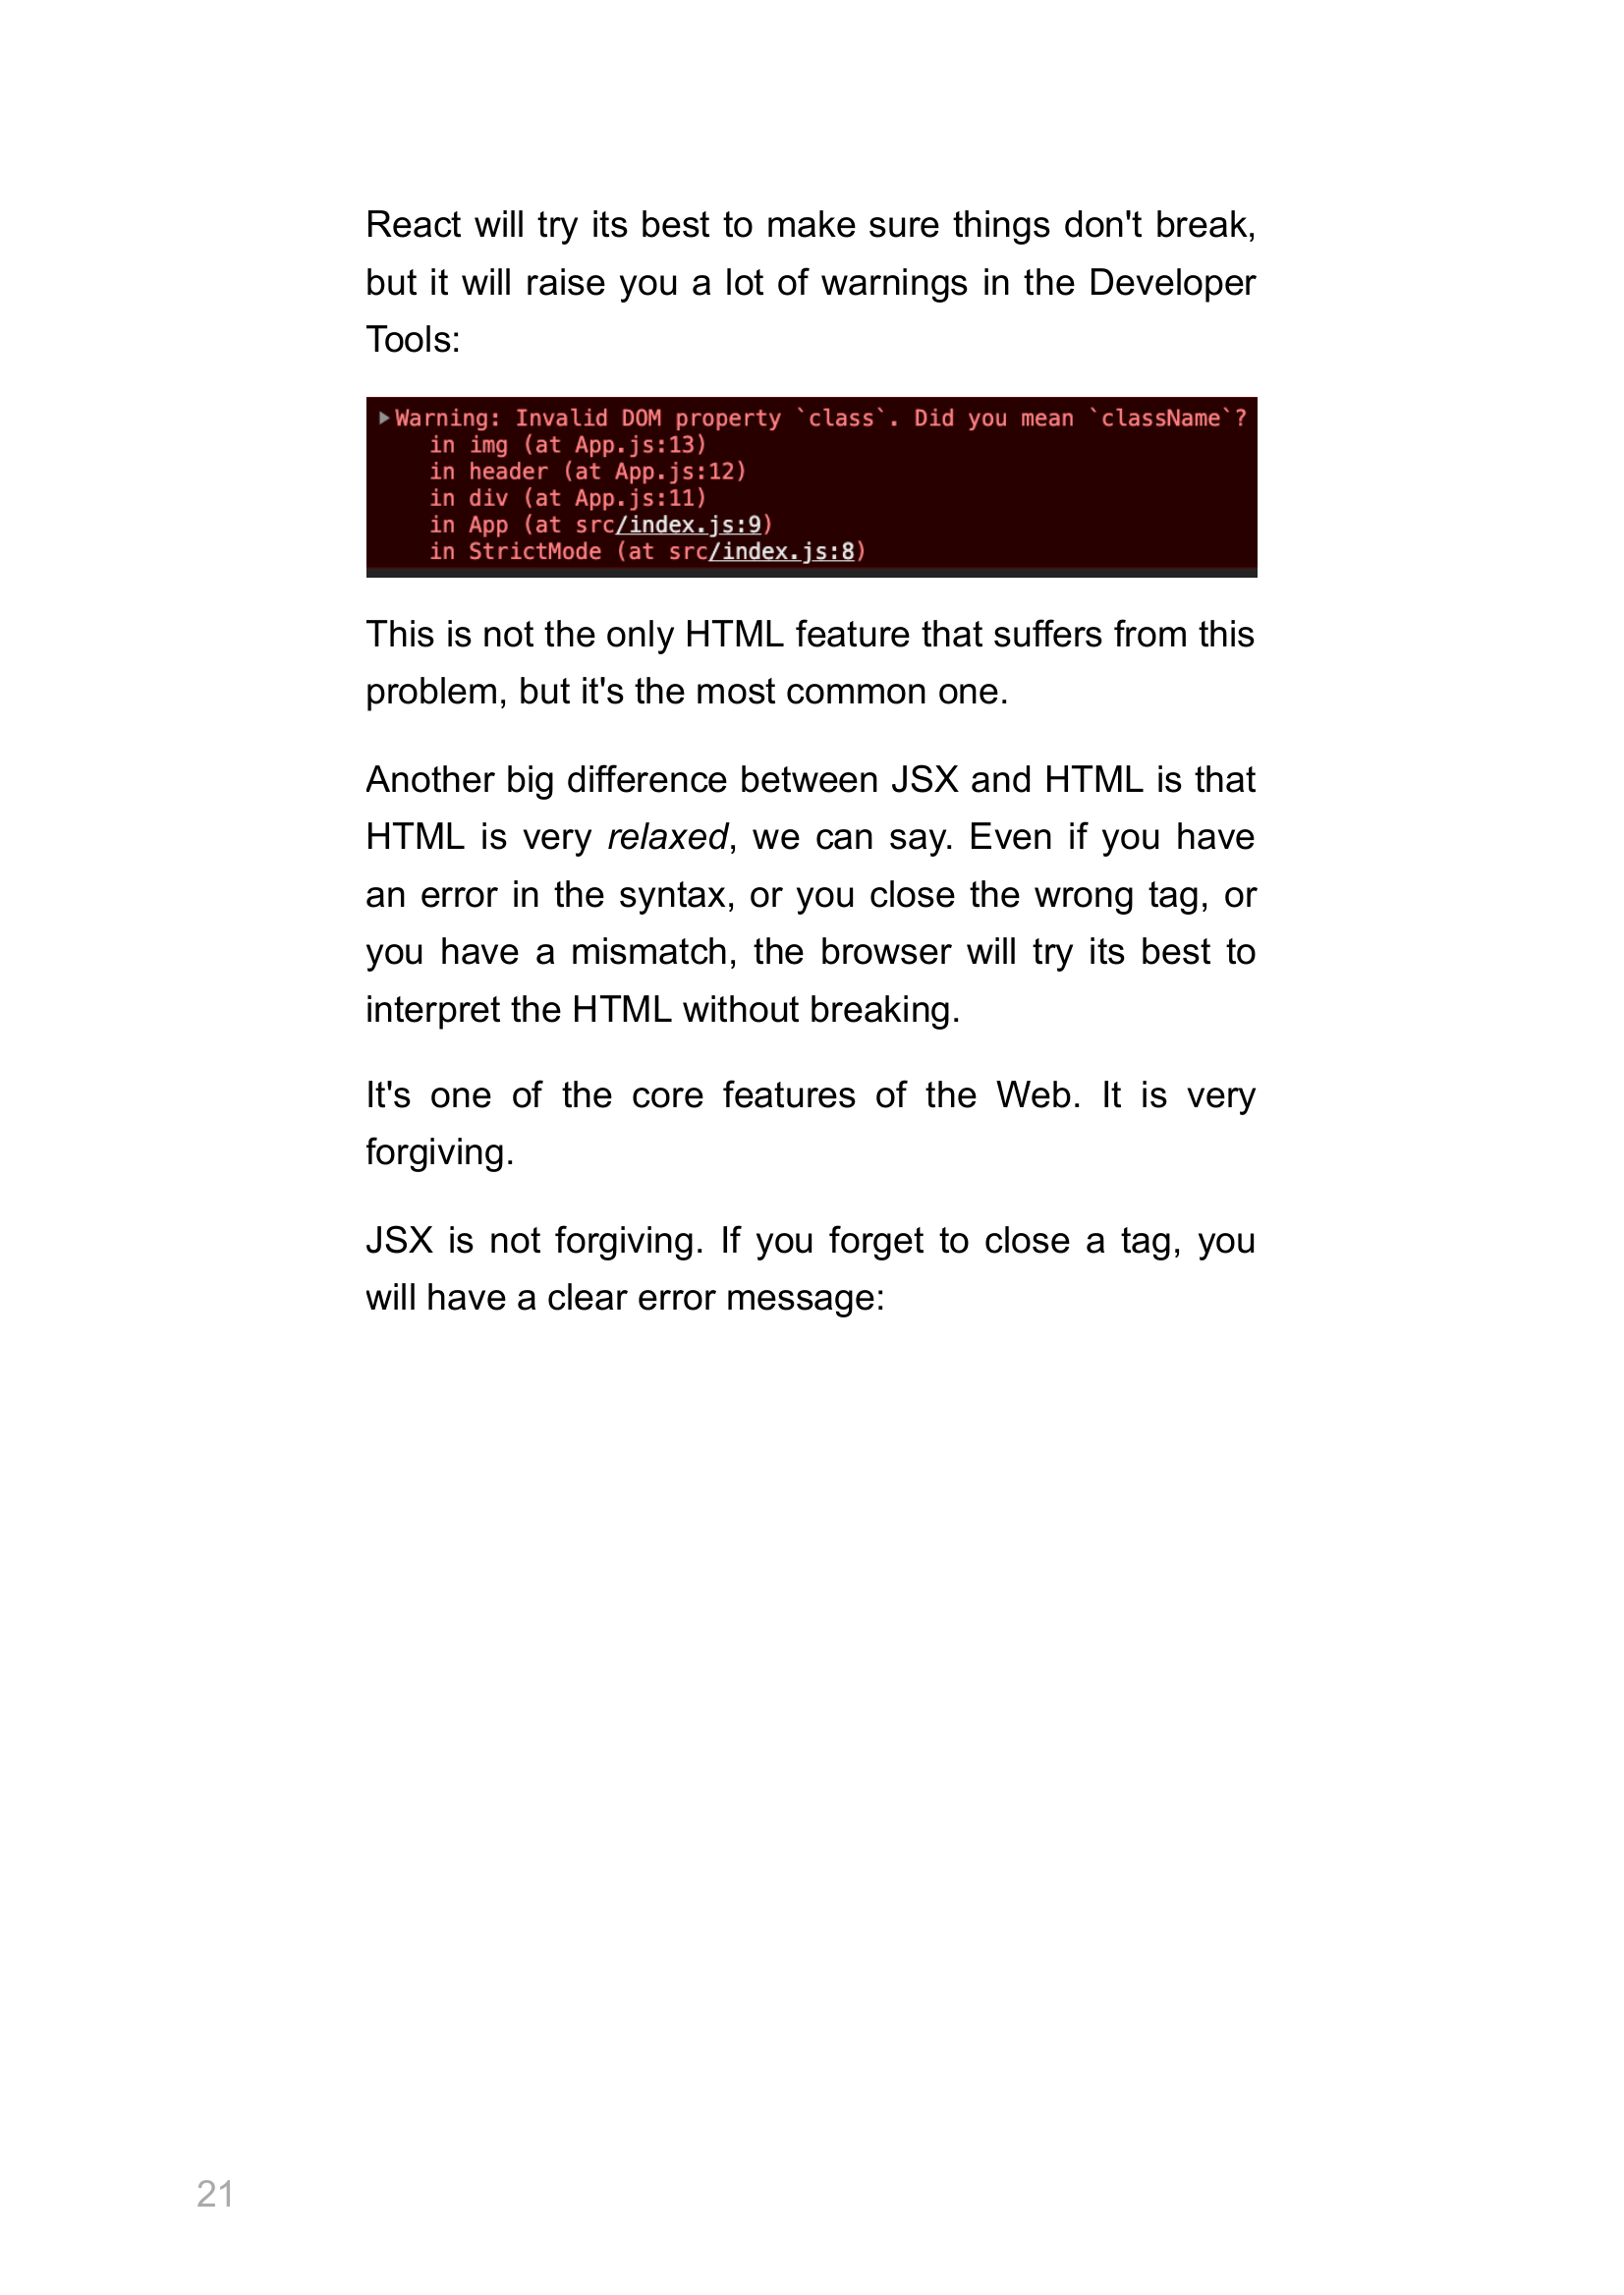 React will try its best to make sure things don't break,
but it will raise you a lot of warnings in the Developer
Tools:
Warning: Invalid DOM property `class`. Did you mean `className`?
in img (at App.js:13)
in header (at App.js:12)
in div (at App.js:11)
in App (at src/index.js:9)
in StrictMode (at src/index.js:8)
This is not the only HTML feature that suffers from this
problem, but it's the most common one.
Another big difference between JSX and HTML is that
HTML is very relaxed, we can say. Even if you have
an error in the syntax, or you close the wrong tag, or
you have a mismatch, the browser will try its best to
interpret the HTML without breaking.
It's one of the core features of the Web. It is very
forgiving.
JSX is not forgiving. If you forget to close a tag, you
will have a clear error message:
21